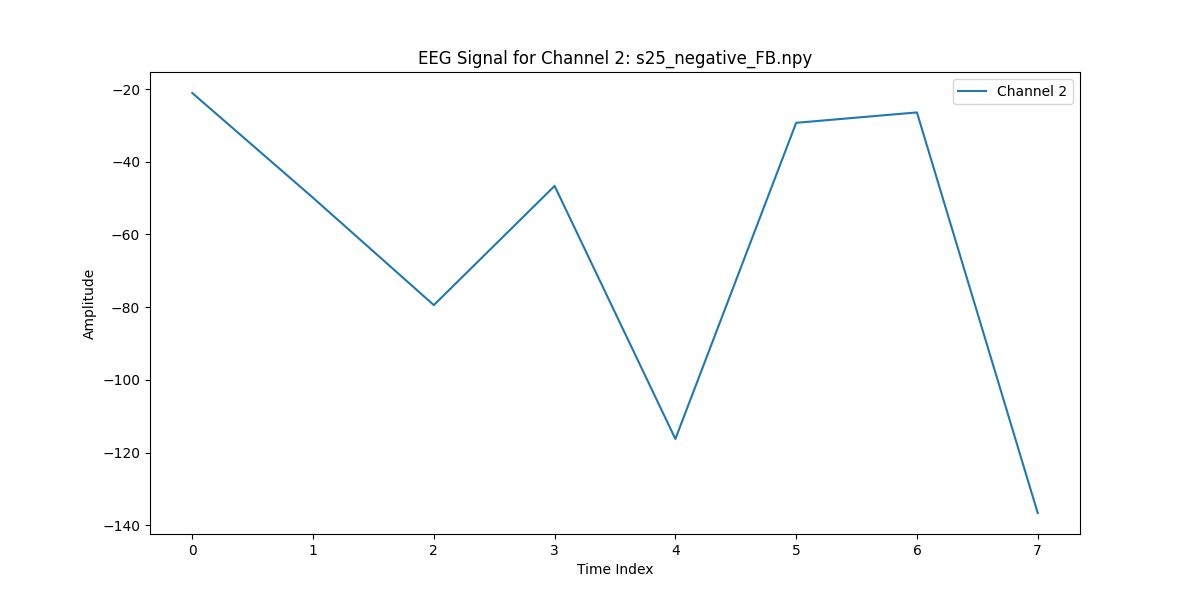 EEG Signal for Channel 2: s25_negative_FB.npy
Channel 2
Amplitude
−20
−40
−60
−80
−100
−120
−140
0 1 2 3 4 5 6 7
Time Index